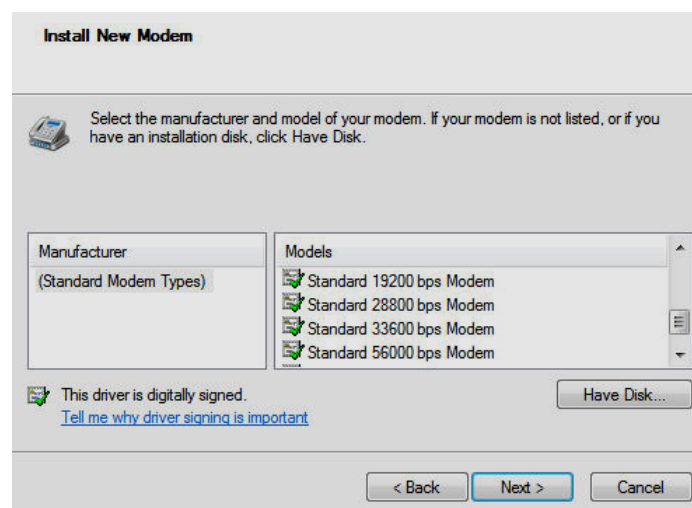 Install New Modem
Select the manufacturer and model of your modem. If your modem is not listed, or if you
have an installation disk, click Have Disk.
Manufacturer
(Standard Modem Types)
Models
Standard 19200 bps Modem
Standard 28800 bps Modem
Standard 33600 bps Modem
Standard 56000 bps Modem
This driver is digitally signed.
Tell me why driver signing is important
Have Disk...
< Back
Next >
Cancel